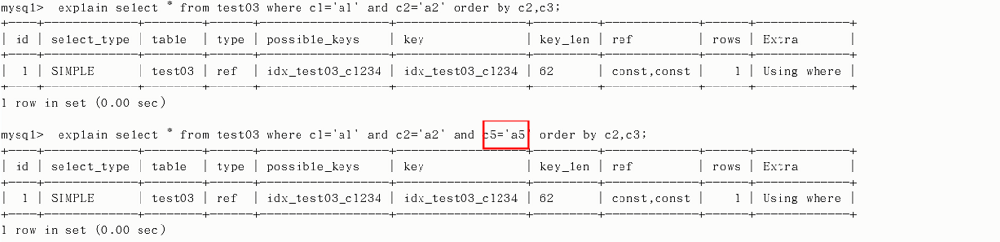 mysql> explain select * from test03 where c1='a1' and c2='a2' order by c2,c3;
| id | select_type | table | type | possible_keys | key | key_len | ref | rows | Extra |
| 1 | SIMPLE | test03 | ref | idx_test03_c1234 | idx_test03_c1234 | 62 | const,const | 1 | Using where |
1 row in set (0.00 sec)
mysql> explain select * from test03 where c1='a1' and c2='a2' and c5='a5' order by c2,c3;
| id | select_type | table | type | possible_keys | key | key_len | ref | rows | Extra |
| 1 | SIMPLE | test03 | ref | idx_test03_c1234 | idx_test03_c1234 | 62 | const,const | 1 | Using where |
1 row in set (0.00 sec)